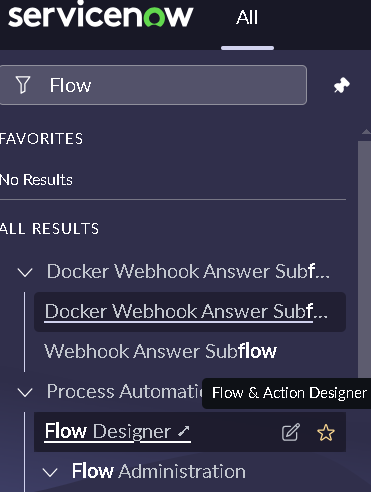 servicenow
All
Flow
FAVORITES
No Results
ALL RESULTS
Docker Webhook Answer Subf...
Docker Webhook Answer Subf...
Webhook Answer Subflow
Process Automati
Flow & Action Designer
Flow Designer
Flow Administration